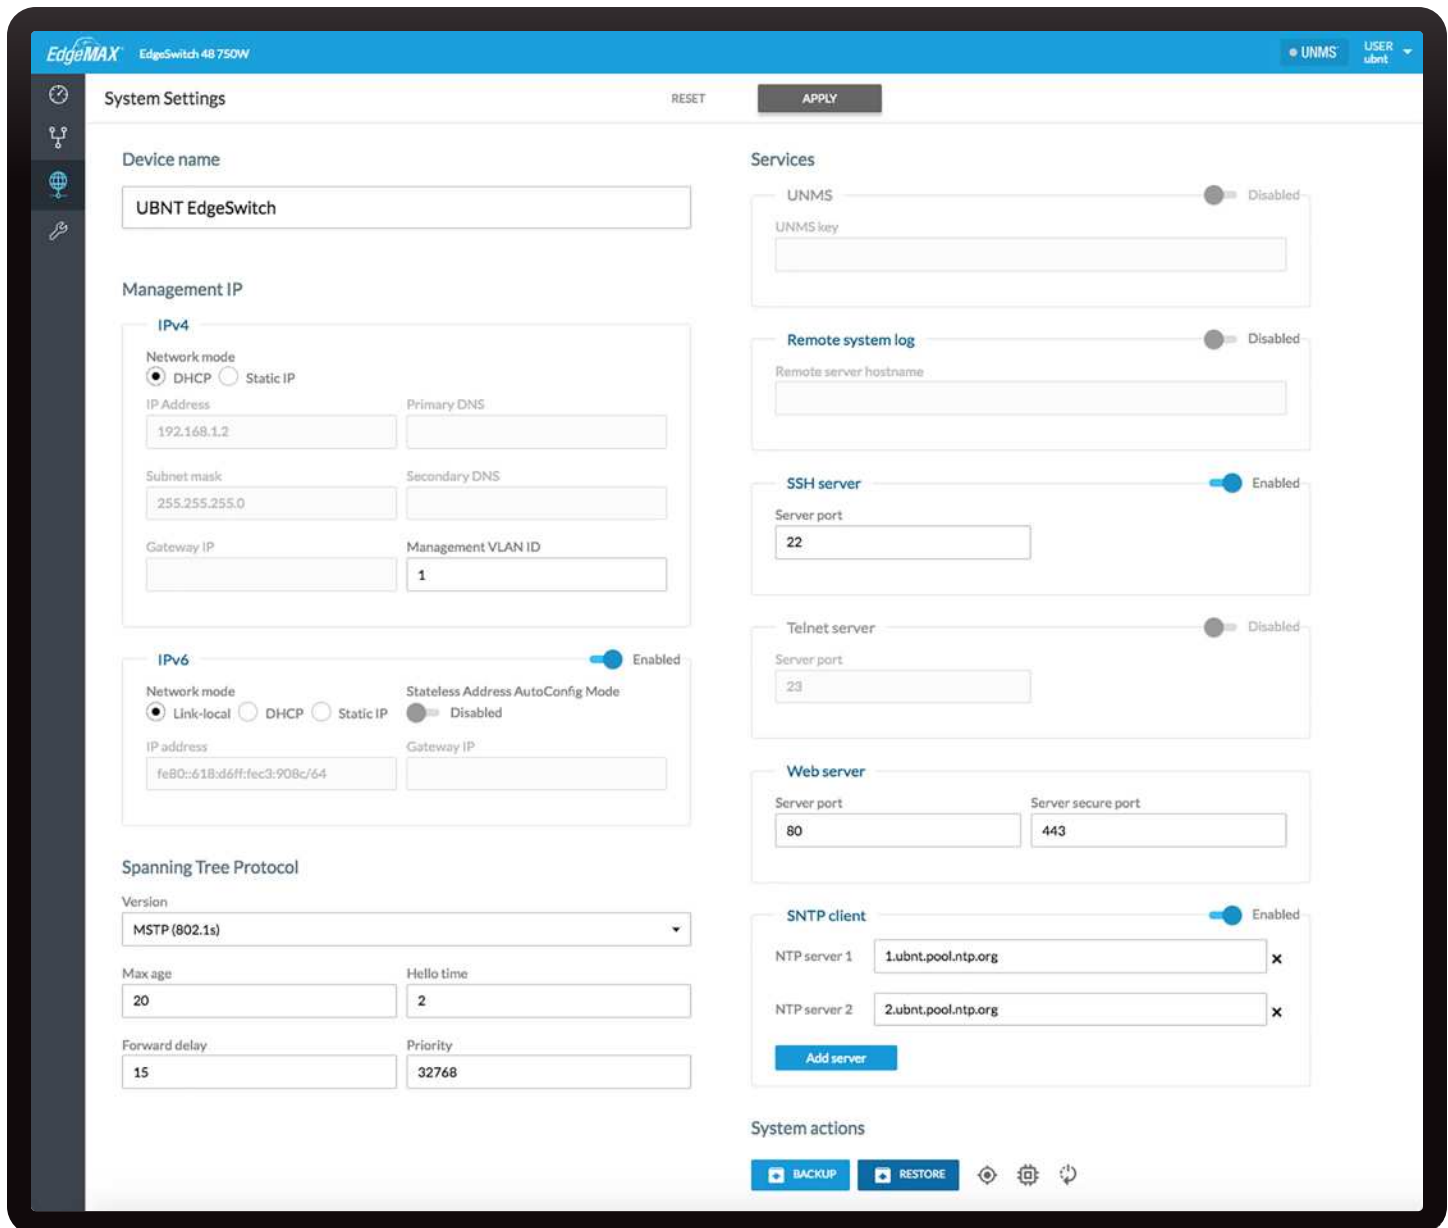 EdgeMAX EdgeSwitch 48 750W
UNMS
USER
ubnt
System Settings
RESET
APPLY
Device name
UBNT EdgeSwitch
Management IP
IPv4
Network mode
DHCP Static IP
IP Address Primary DNS
192.168.1.2
Subnet mask Secondary DNS
255.255.255.0
Gateway IP Management VLAN ID
1
IPv6 Enabled
Network mode Stateless Address AutoConfig Mode
Link-local DHCP Static IP Disabled
IP address Gateway IP
fe80::618:d6ff:fec3:908c/64
Spanning Tree Protocol
Version
MSTP (802.1s)
Max age Hello time
20 2
Forward delay Priority
15 32768
Services
UNMS Disabled
UNMS key
Remote system log Disabled
Remote server hostname
SSH server Enabled
Server port
22
Telnet server Disabled
Server port
23
Web server
Server port Server secure port
80 443
SNTP client Enabled
NTP server 1 1.ubnt.pool.ntp.org
NTP server 2 2.ubnt.pool.ntp.org
Add server
System actions
BACKUP RESTORE